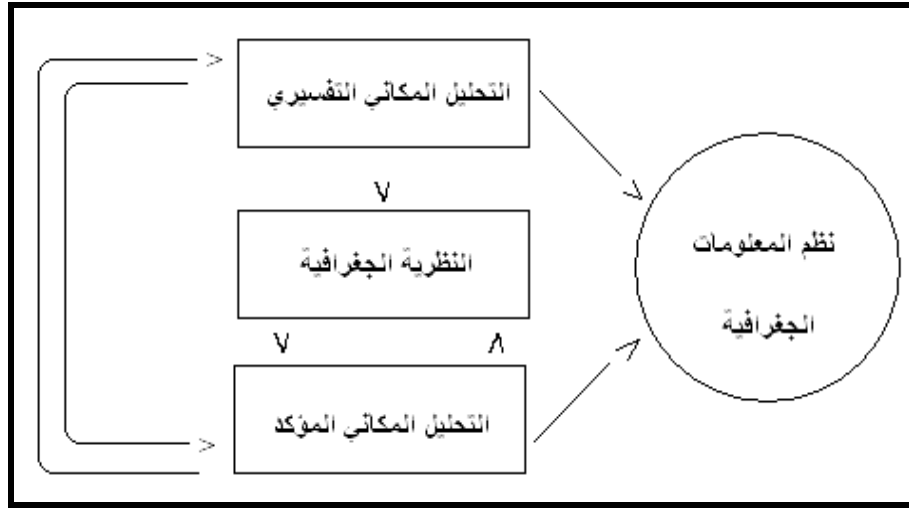 التحليل المكاني التفسيري
النظرية الجغرافية
التحليل المكاني المؤكد
نظم المعلومات
الجغرافية